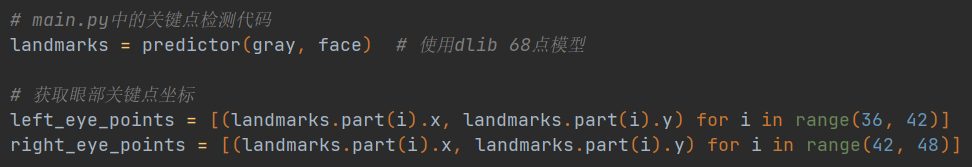 # main.py中的关键点检测代码
landmarks = predictor(gray, face)  # 使用dlib 68点模型
# 获取眼部关键点坐标
left_eye_points = [(landmarks.part(i).x, landmarks.part(i).y) for i in range(36, 42)]
right_eye_points = [(landmarks.part(i).x, landmarks.part(i).y) for i in range(42, 48)]